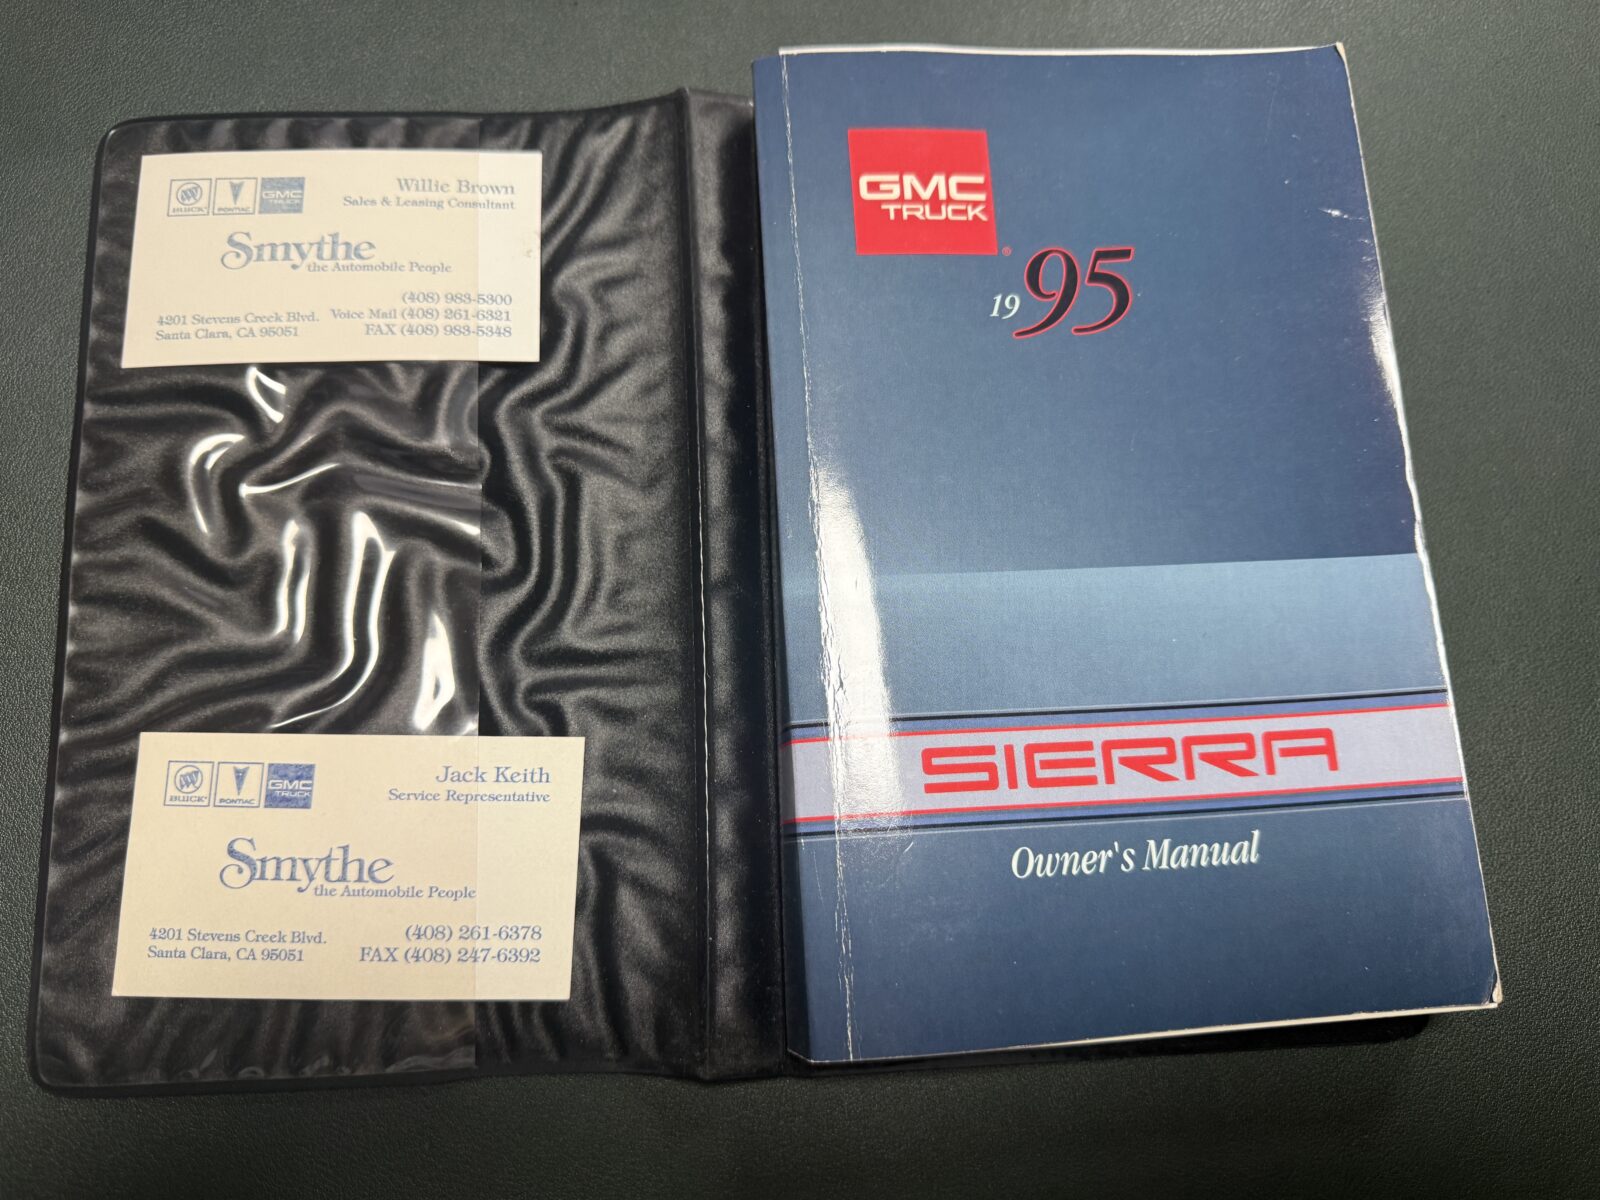 BUICK PONTIAC GMC TRUCK
Willie Brown
Sales & Leasing Consultant
Smythe
the Automobile People
(408) 983-5300
4201 Stevens Creek Blvd. Voice Mail (408) 261-6321
Santa Clara, CA 95051 FAX (408) 983-5348
BUICK PONTIAC GMC TRUCK
Jack Keith
Service Representative
Smythe
the Automobile People
4201 Stevens Creek Blvd. (408) 261-6378
Santa Clara, CA 95051 FAX (408) 247-6392
GMC
TRUCK
®
1995
SIERRA
Owner's Manual